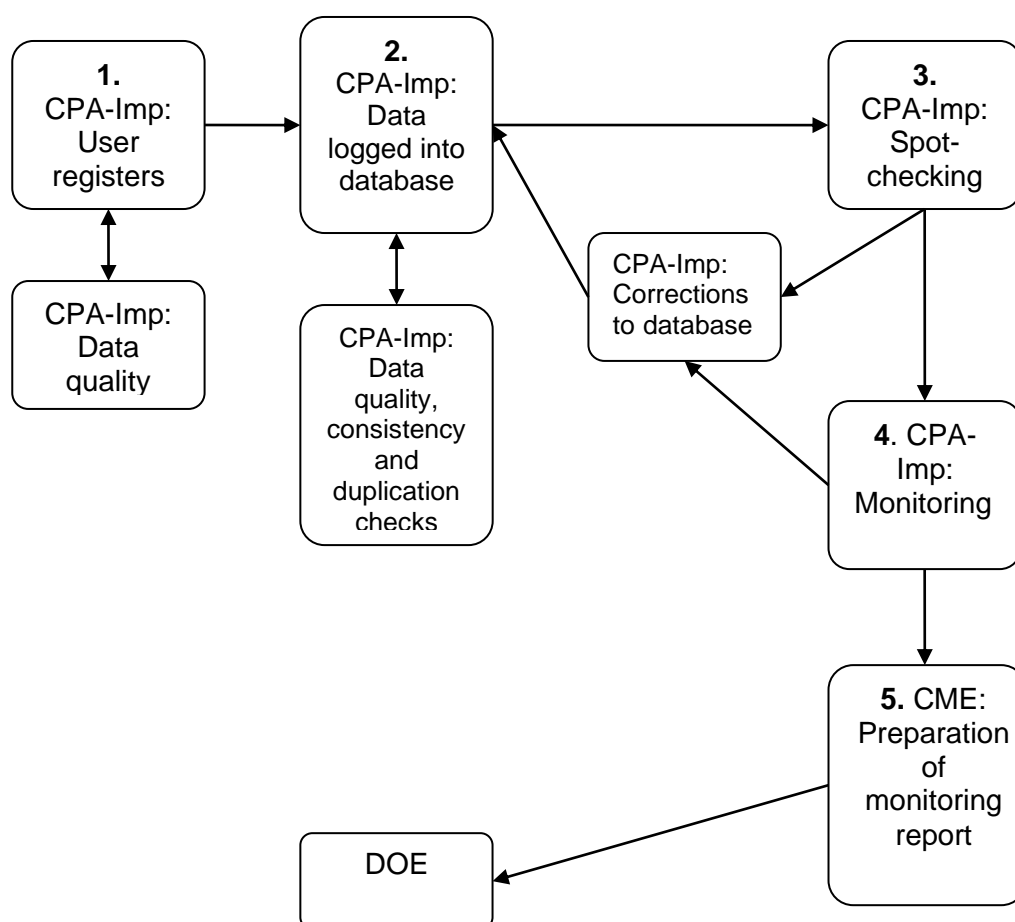 1.
CPA-Imp:
User
registers
2.
CPA-Imp:
Data
logged into
database
3.
CPA-Imp:
Spot-
checking
CPA-Imp:
Data
quality
CPA-Imp:
Data
quality,
consistency
and
duplication
checks
CPA-Imp:
Corrections
to database
4. CPA-
Imp:
Monitoring
5. CME:
Preparation
of
monitoring
report
DOE